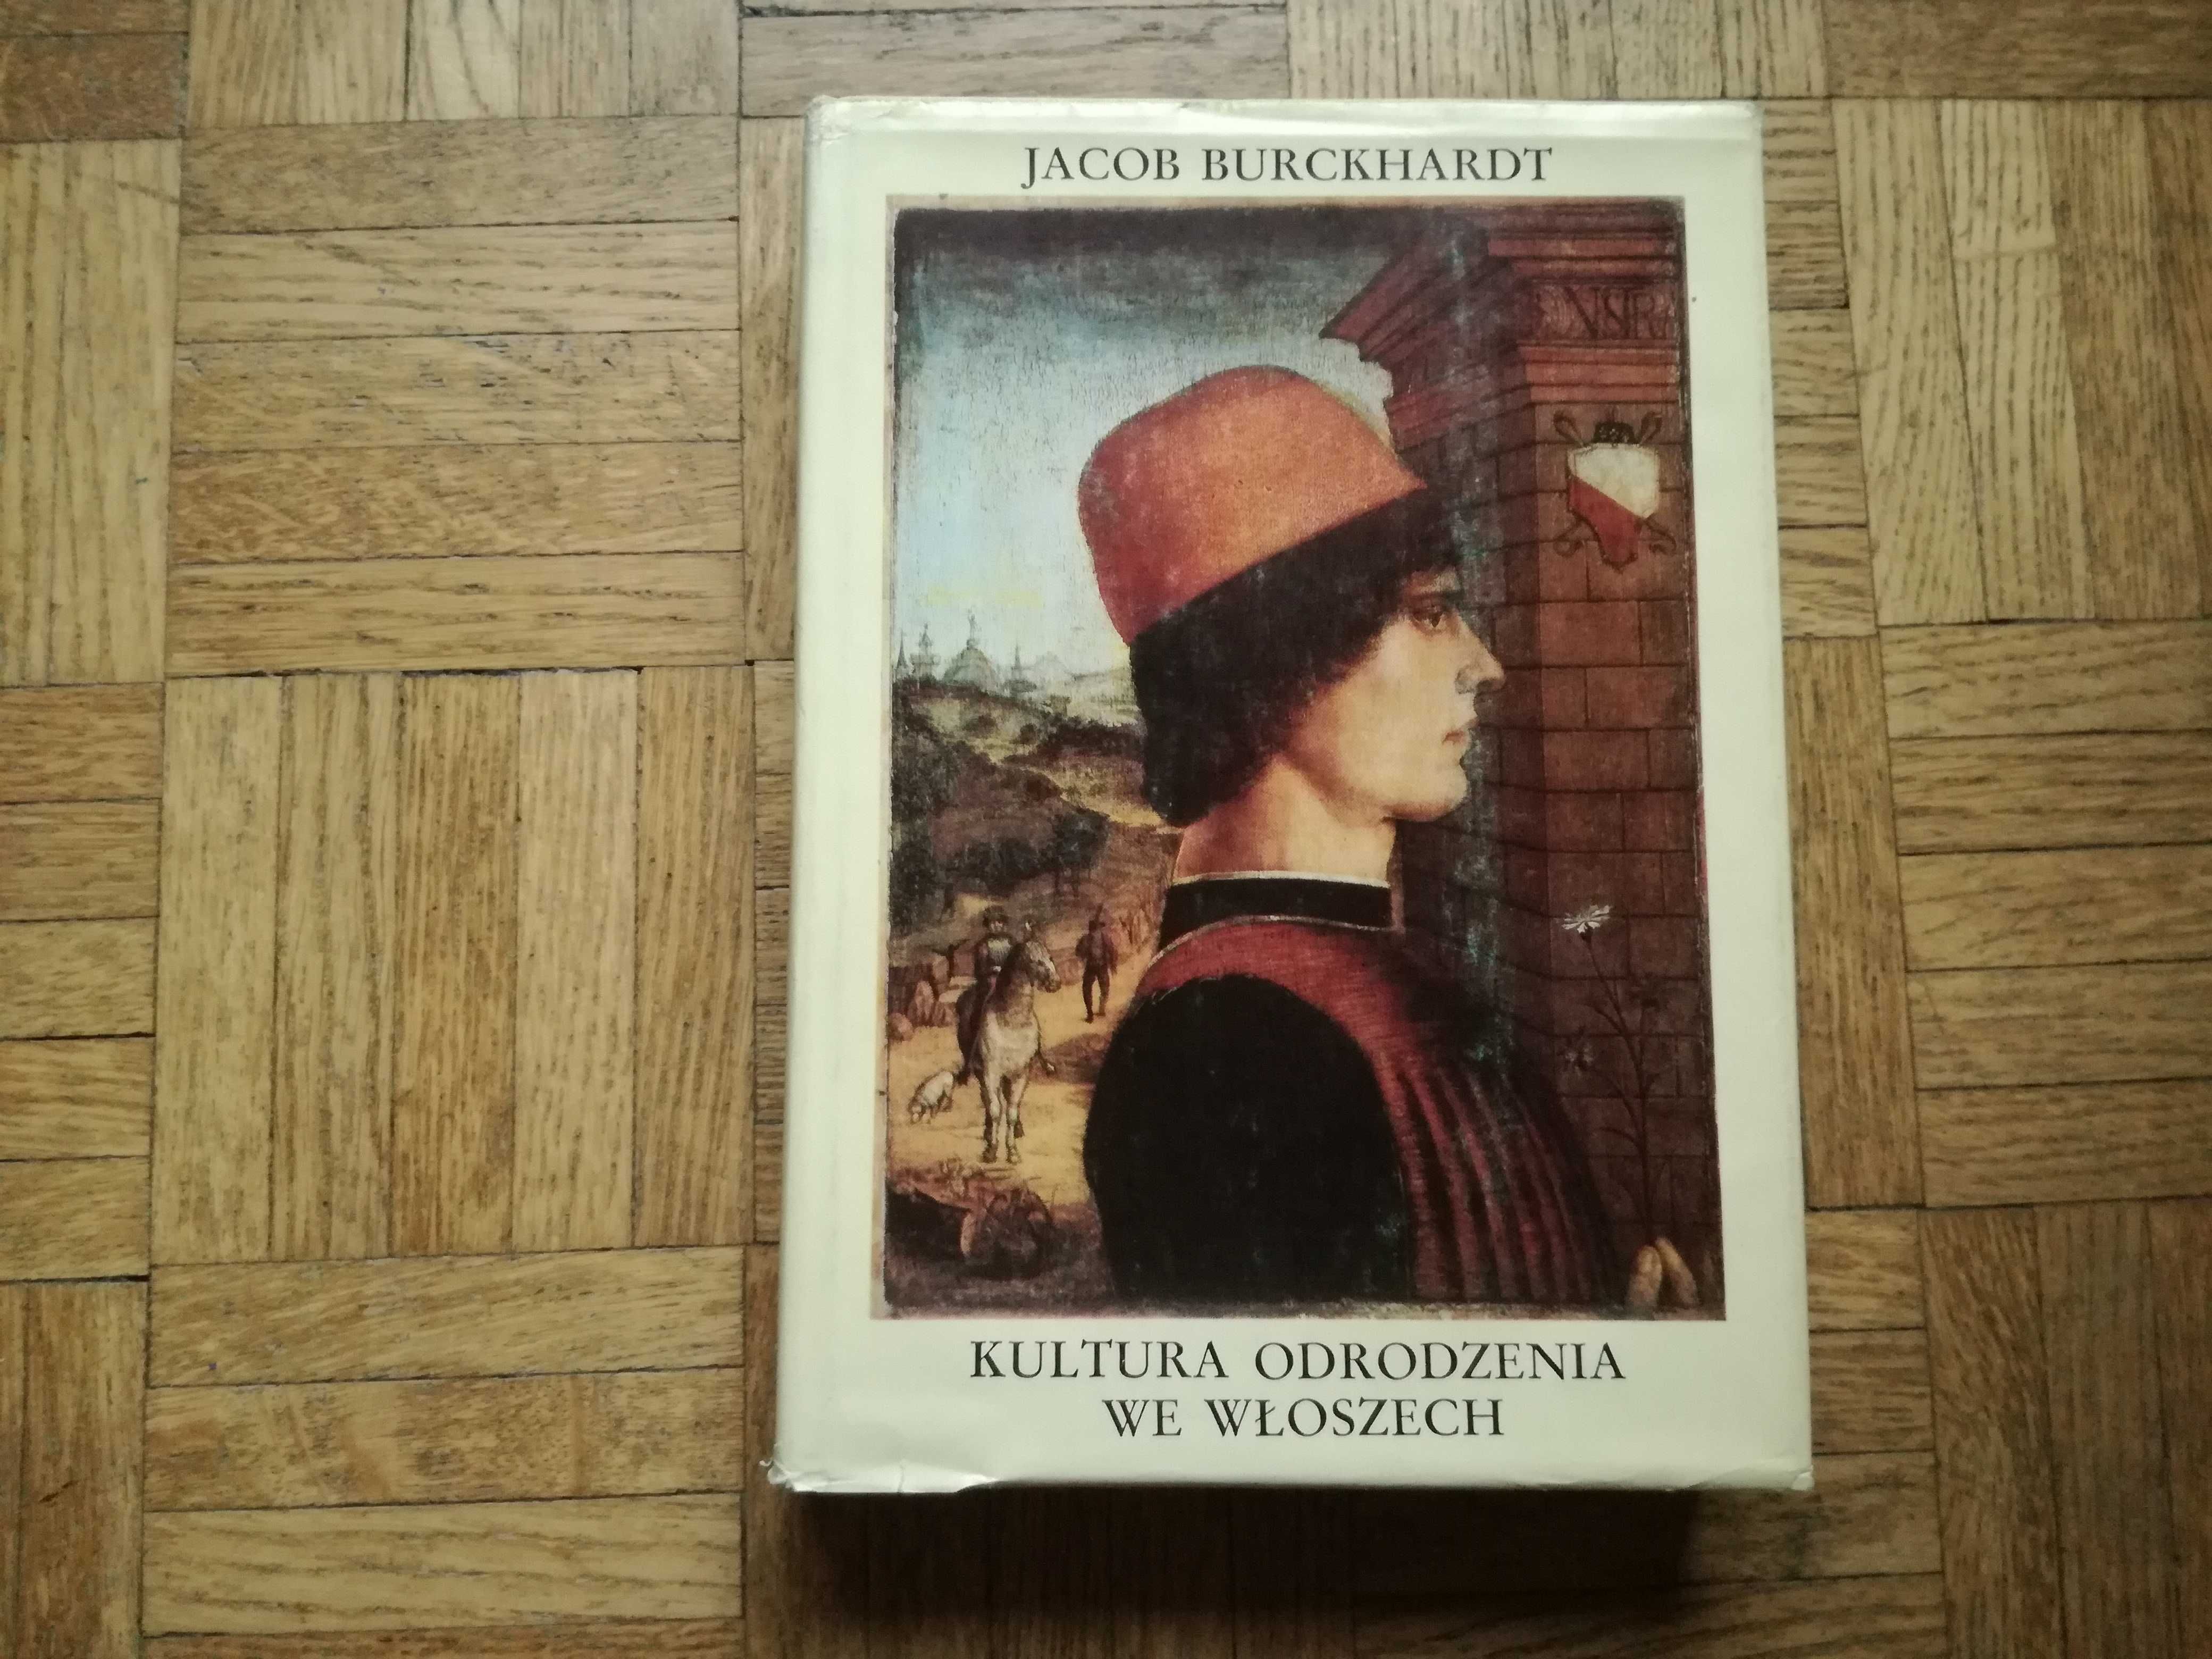 JACOB BURCKHARDT
KULTURA ODRODZENIA
WE WŁOSZECH